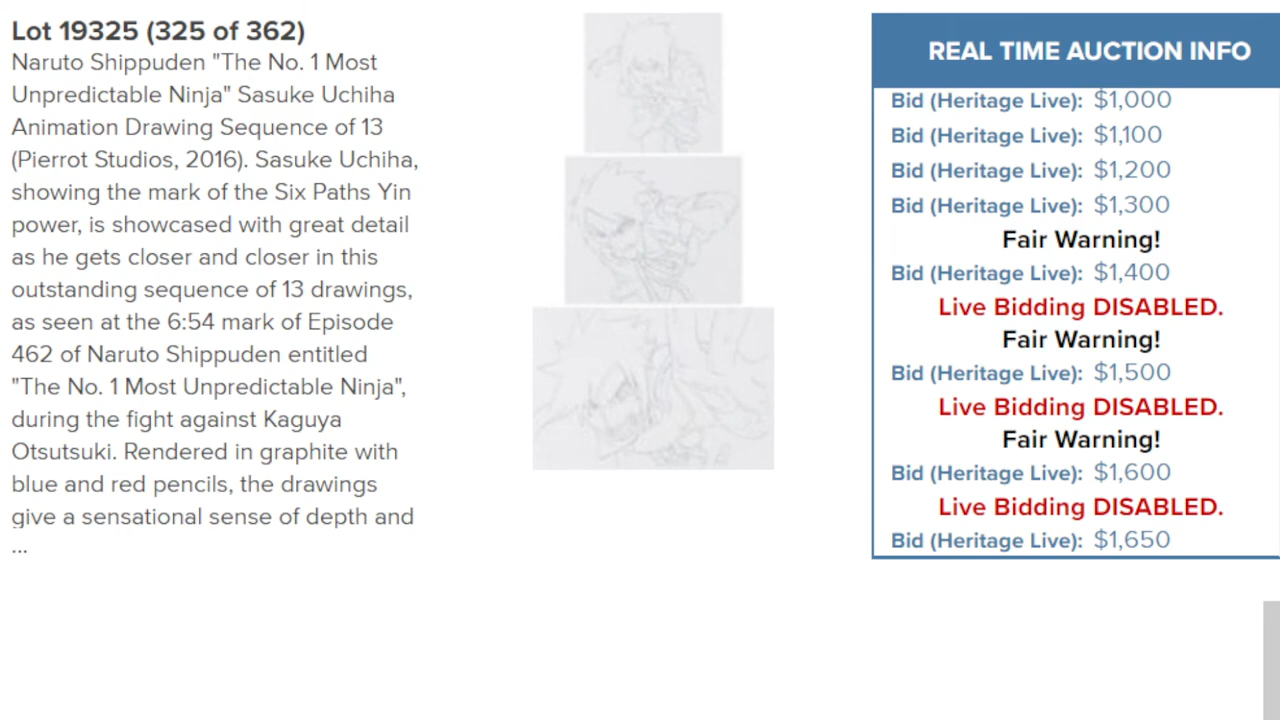 Lot 19325 (325 of 362)
Naruto Shippuden "The No. 1 Most
Unpredictable Ninja" Sasuke Uchiha
Animation Drawing Sequence of 13
(Pierrot Studios, 2016). Sasuke Uchiha,
showing the mark of the Six Paths Yin
power, is showcased with great detail
as he gets closer and closer in this
outstanding sequence of 13 drawings,
as seen at the 6:54 mark of Episode
462 of Naruto Shippuden entitled
"The No. 1 Most Unpredictable Ninja",
during the fight against Kaguya
Otsutsuki. Rendered in graphite with
blue and red pencils, the drawings
give a sensational sense of depth and
...
REAL TIME AUCTION INFO
Bid (Heritage Live): $1,000
Bid (Heritage Live): $1,100
Bid (Heritage Live): $1,200
Bid (Heritage Live): $1,300
Fair Warning!
Bid (Heritage Live): $1,400
Live Bidding DISABLED.
Fair Warning!
Bid (Heritage Live): $1,500
Live Bidding DISABLED.
Fair Warning!
Bid (Heritage Live): $1,600
Live Bidding DISABLED.
Bid (Heritage Live): $1,650